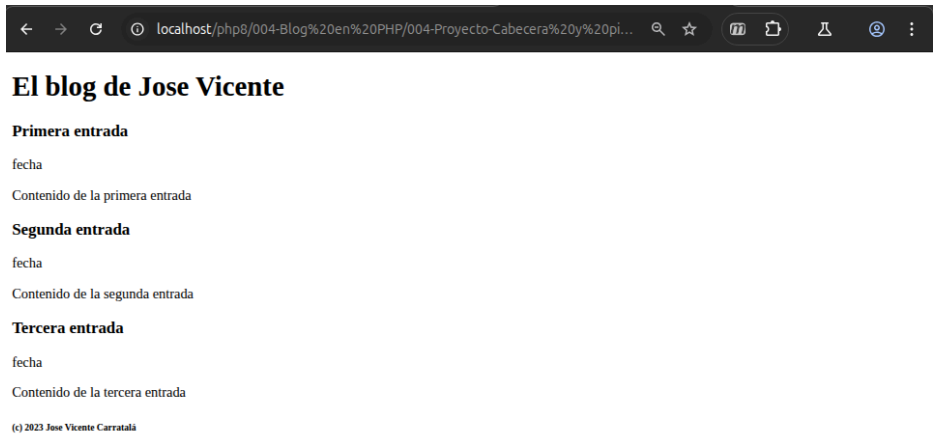 localhost/php8/004-Blog%20en%20PHP/004-Proyecto-Cabecera%20y%20pi...
El blog de Jose Vicente
Primera entrada
fecha
Contenido de la primera entrada
Segunda entrada
fecha
Contenido de la segunda entrada
Tercera entrada
fecha
Contenido de la tercera entrada
(c) 2023 Jose Vicente Carratalá